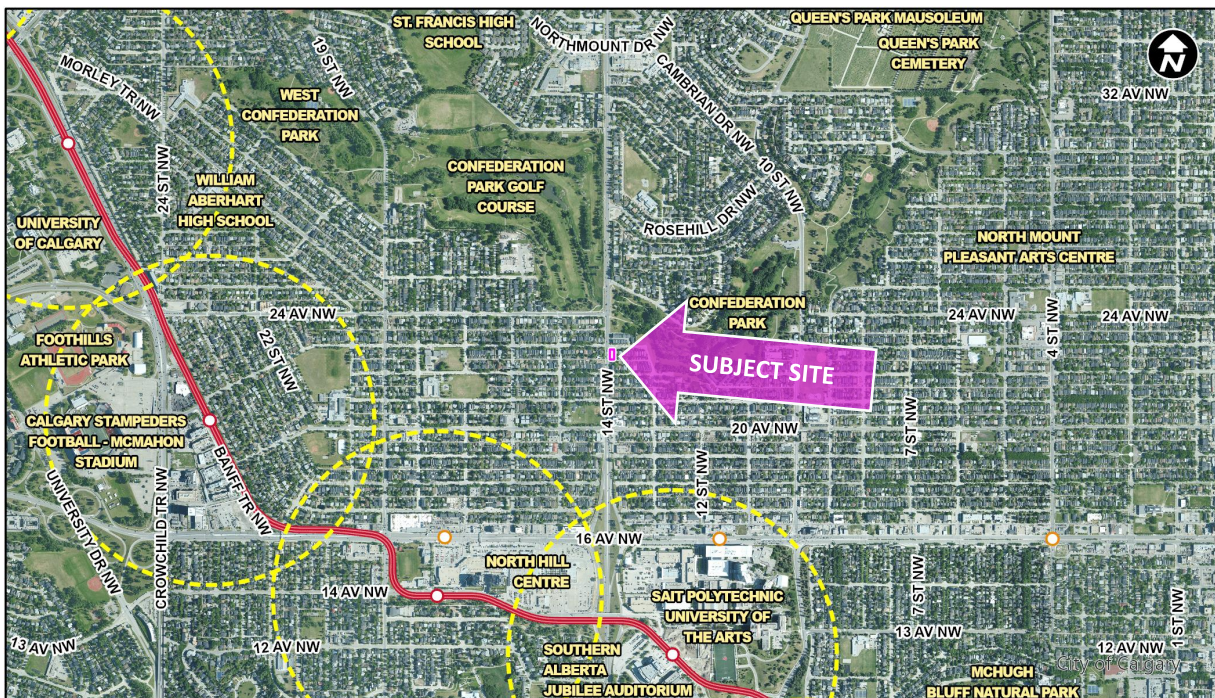 ST. FRANCIS HIGH
SCHOOL
NORTHMOUNT DR NW
QUEEN'S PARK MAUSOLEUM
QUEEN'S PARK
CEMETERY
N
19 ST NW
MORLEY TR NW
WEST
CONFEDERATION
PARK
CAMBRIAN DR NW
32 AV NW
24 ST NW
WILLIAM
ABERHART
HIGH SCHOOL
CONFEDERATION
PARK GOLF
COURSE
10 ST NW
ROSEHILL DR NW
UNIVERSITY
OF CALGARY
NORTH MOUNT
PLEASANT ARTS CENTRE
24 AV NW
CONFEDERATION
PARK
24 AV NW
4 ST NW
24 AV NW
FOOTHILLS
ATHLETIC PARK
22 ST NW
SUBJECT SITE
14 ST NW
CALGARY STAMPEDERS
FOOTBALL - MCMAHON
STADIUM
20 AV NW
7 ST NW
BANFF TR NW
UNIVERSITY DR NW
CROWCHILD TR NW
12 ST NW
16 AV NW
NORTH HILL
CENTRE
14 AV NW
SAIT POLYTECHNIC
UNIVERSITY OF
THE ARTS
7 ST NW
1 ST NW
13 AV NW
12 AV NW
13 AV NW
12 AV NW
SOUTHERN
ALBERTA
JUBILEE AUDITORIUM
City of Calgary
MCHUGH
BLUFF NATURAL PARK